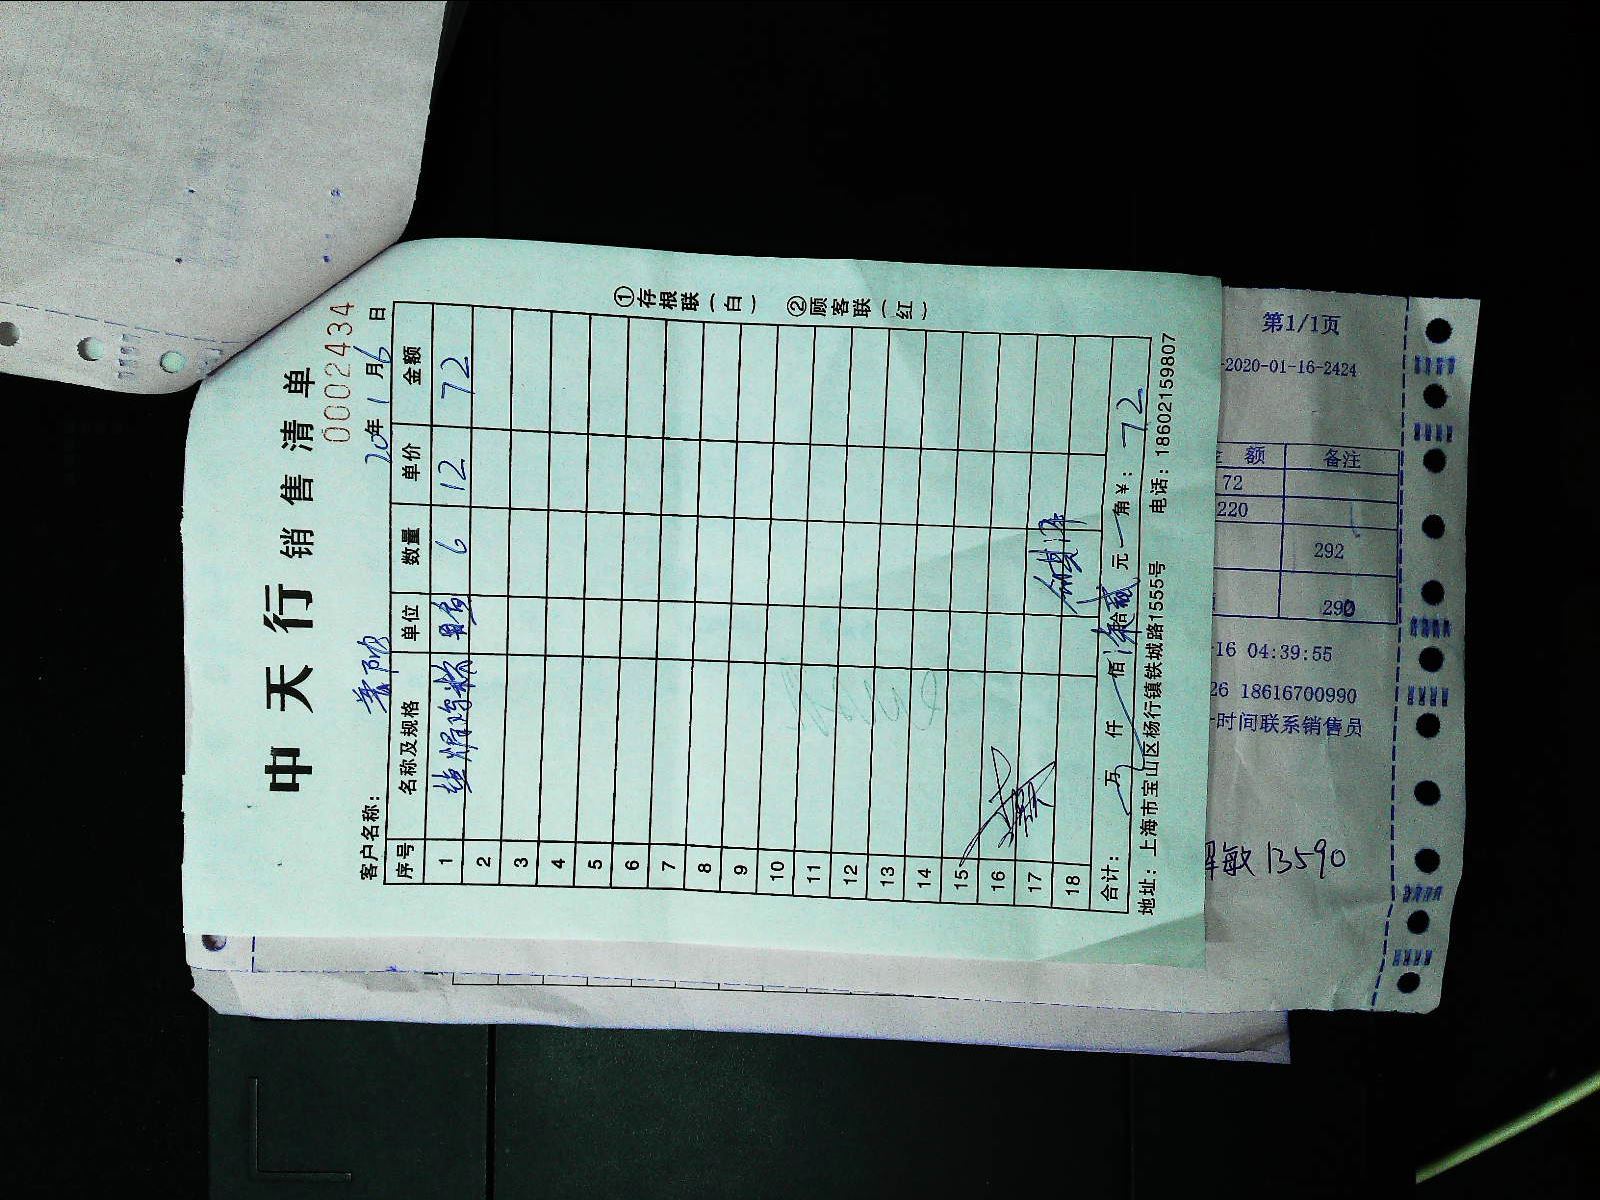 中天行 销售清单
0002434
客户名称:
20年1月6日
序号 名称及规格 单位 数量 单价 金额
1 6 12 72
2
3
4
5
6
7
8
9
10
11
12
13
14
15
16
17
18
合计: 万 仟 佰 拾贰 元 角 ¥: 72
地址: 上海市宝山区杨行镇铁城路1555号 电话: 18602159807
①存根联(白) ②顾客联(红)
第1/1页
-2020-01-16-2424
额 备注
72
220
292
290
-16 04:39:55
26 18616700990
时间联系销售员
敏 13590